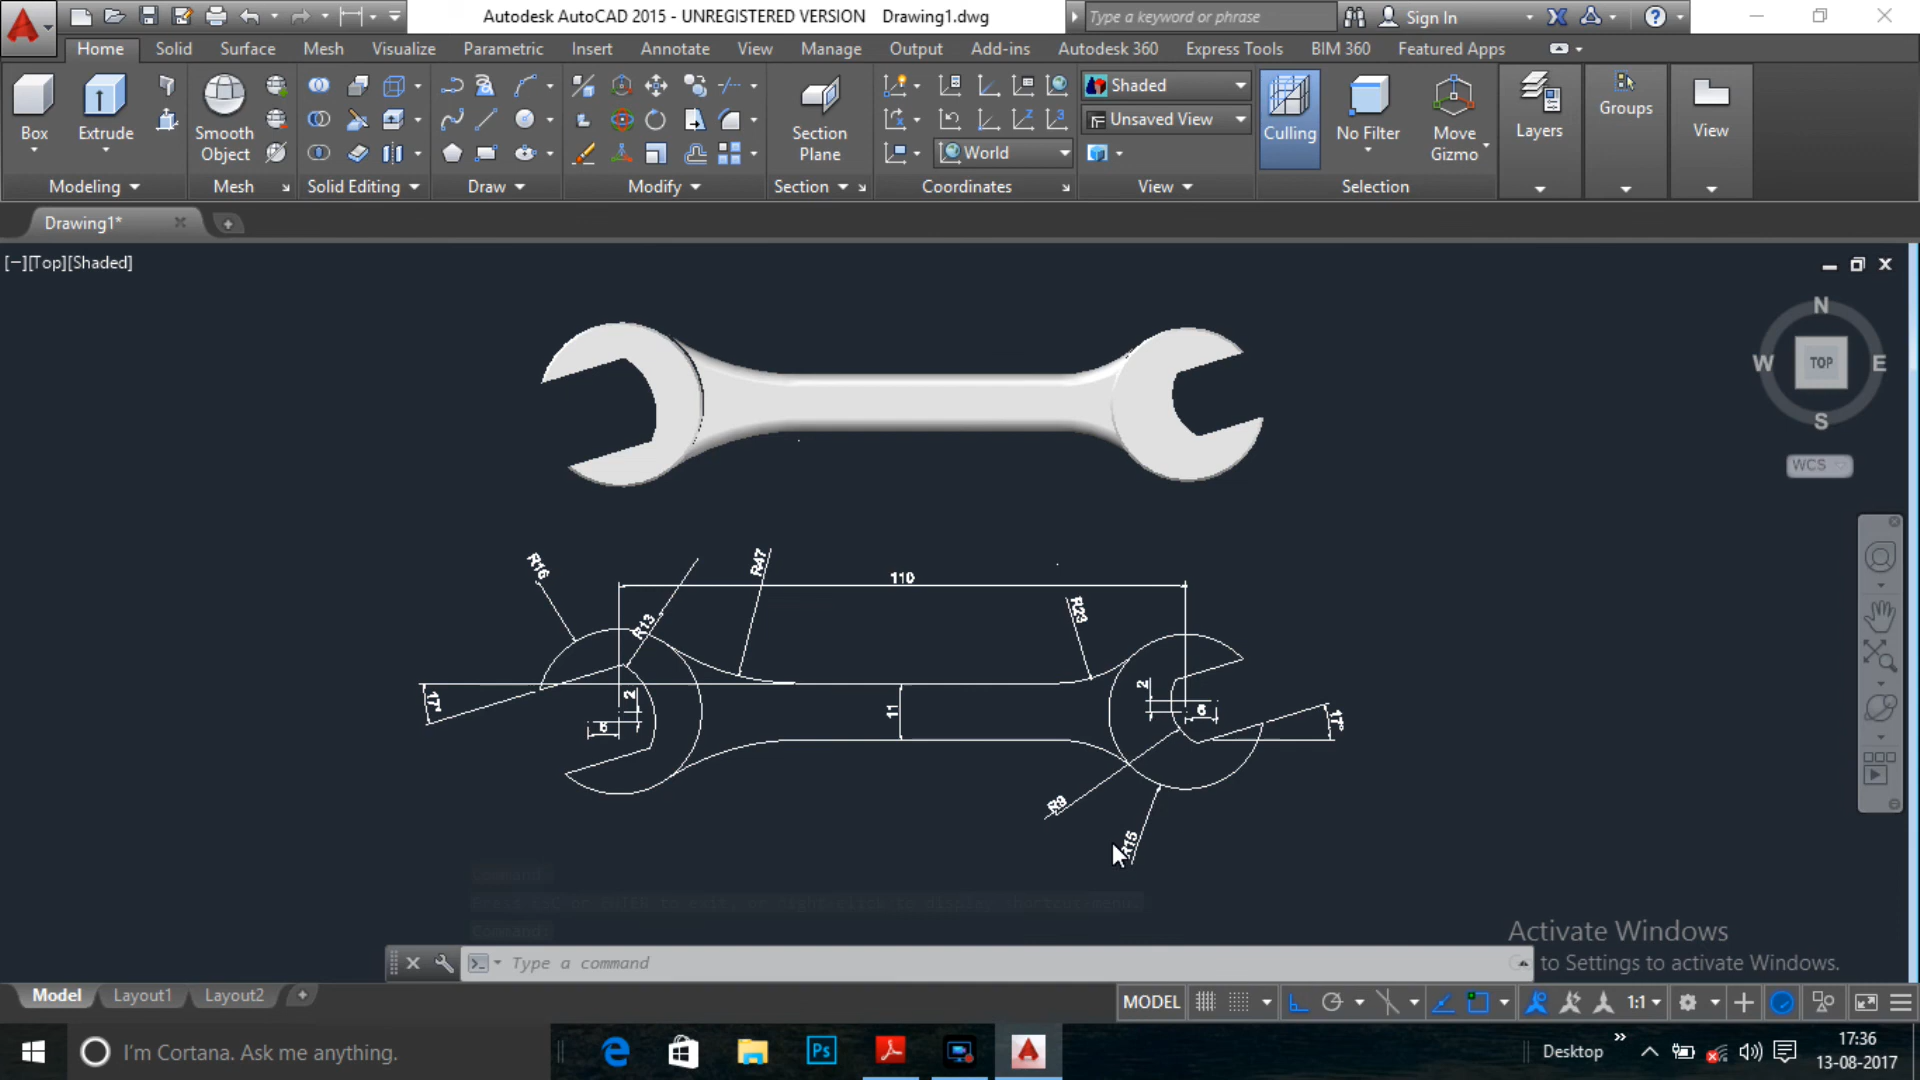 Autodesk AutoCAD 2015 - UNREGISTERED VERSION Drawing1.dwg
Type a keyword or phrase
Sign In
Home Solid Surface Mesh Visualize Parametric Insert Annotate View Manage Output Add-ins Autodesk 360 Express Tools BIM 360 Featured Apps
Shaded
Unsaved View
World
Box
Extrude
Smooth Object
Section Plane
Culling
No Filter
Move Gizmo
Layers
Groups
View
Modeling Mesh Solid Editing Draw Modify Section Coordinates View Selection
Drawing1*
[−][Top][Shaded]
N
W TOP E
S
WCS
R16
R47
110
R13
R23
17°
2
6
11
2
6
17°
R9
R15
Command:
Command:
Type a command
Activate Windows
to Settings to activate Windows.
Model Layout1 Layout2
MODEL
1:1
I'm Cortana. Ask me anything.
Ps
Desktop
17:36
13-08-2017